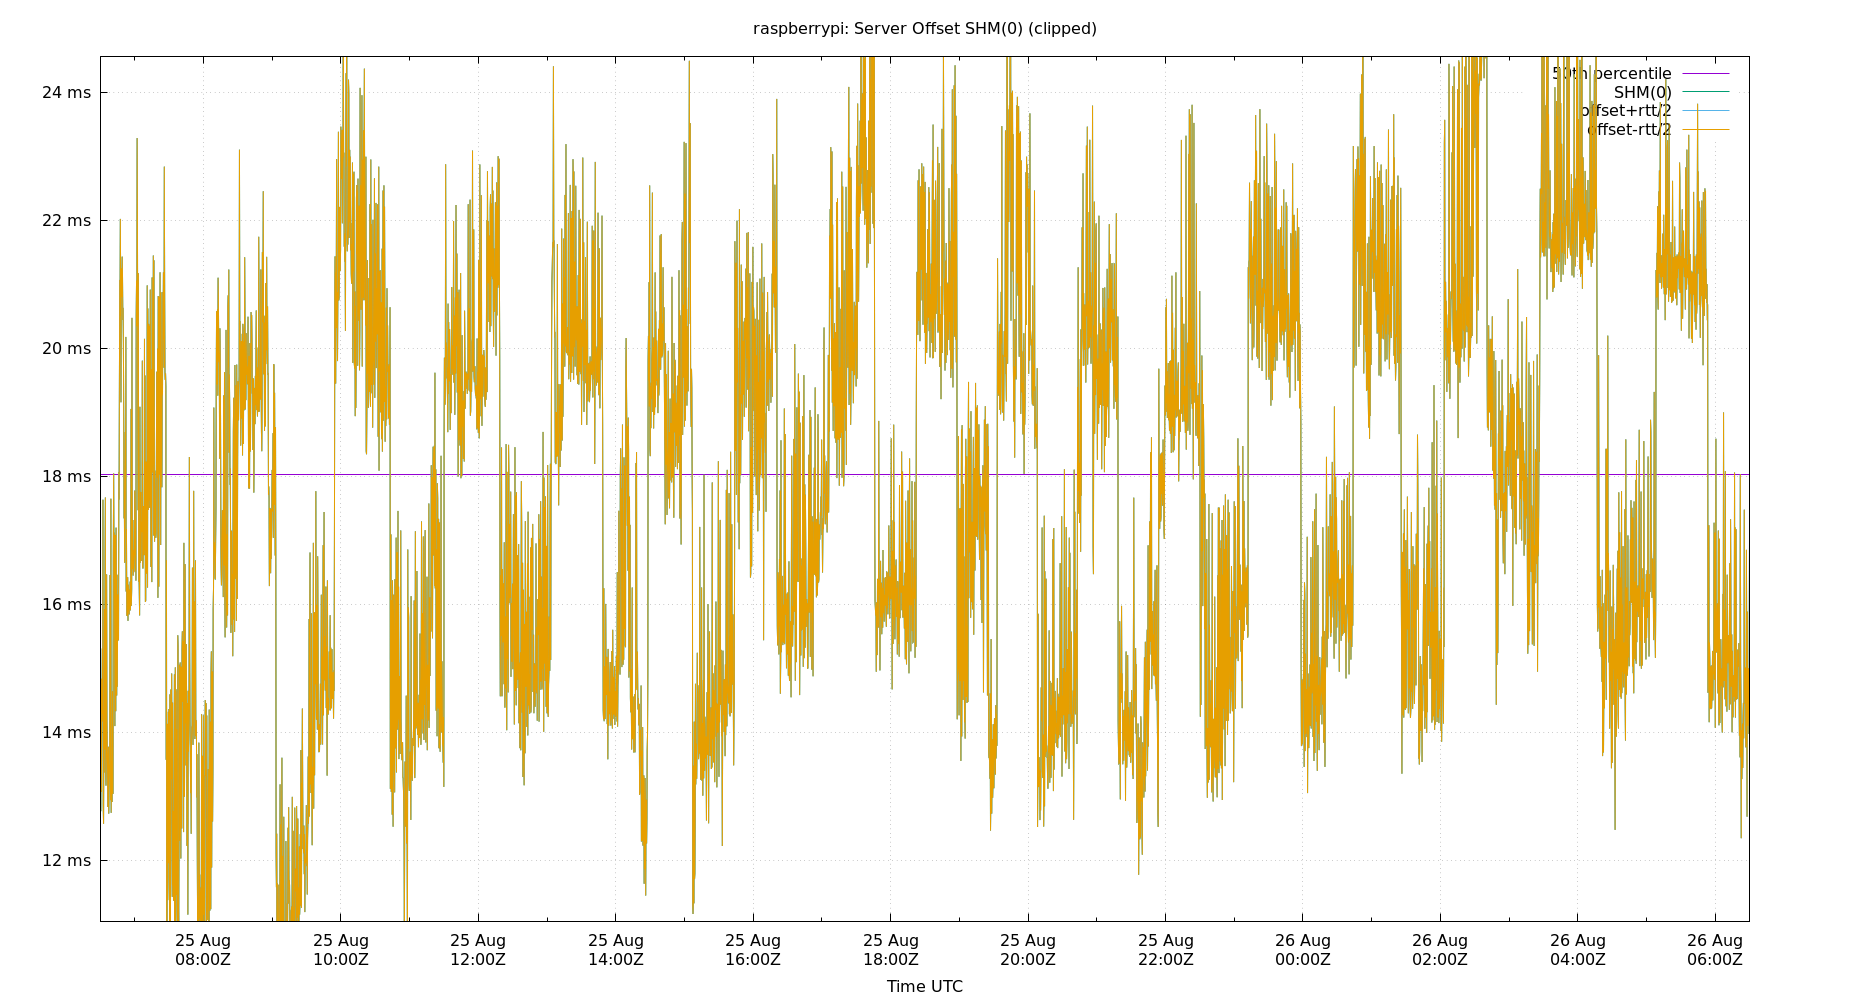 raspberrypi: Server Offset SHM(0) (clipped)
50th percentile
SHM(0)
offset+rtt/2
offset-rtt/2
24 ms
22 ms
20 ms
18 ms
16 ms
14 ms
12 ms
25 Aug 25 Aug 25 Aug 25 Aug 25 Aug 25 Aug 25 Aug 25 Aug 26 Aug 26 Aug 26 Aug 26 Aug
08:00Z 10:00Z 12:00Z 14:00Z 16:00Z 18:00Z 20:00Z 22:00Z 00:00Z 02:00Z 04:00Z 06:00Z
Time UTC